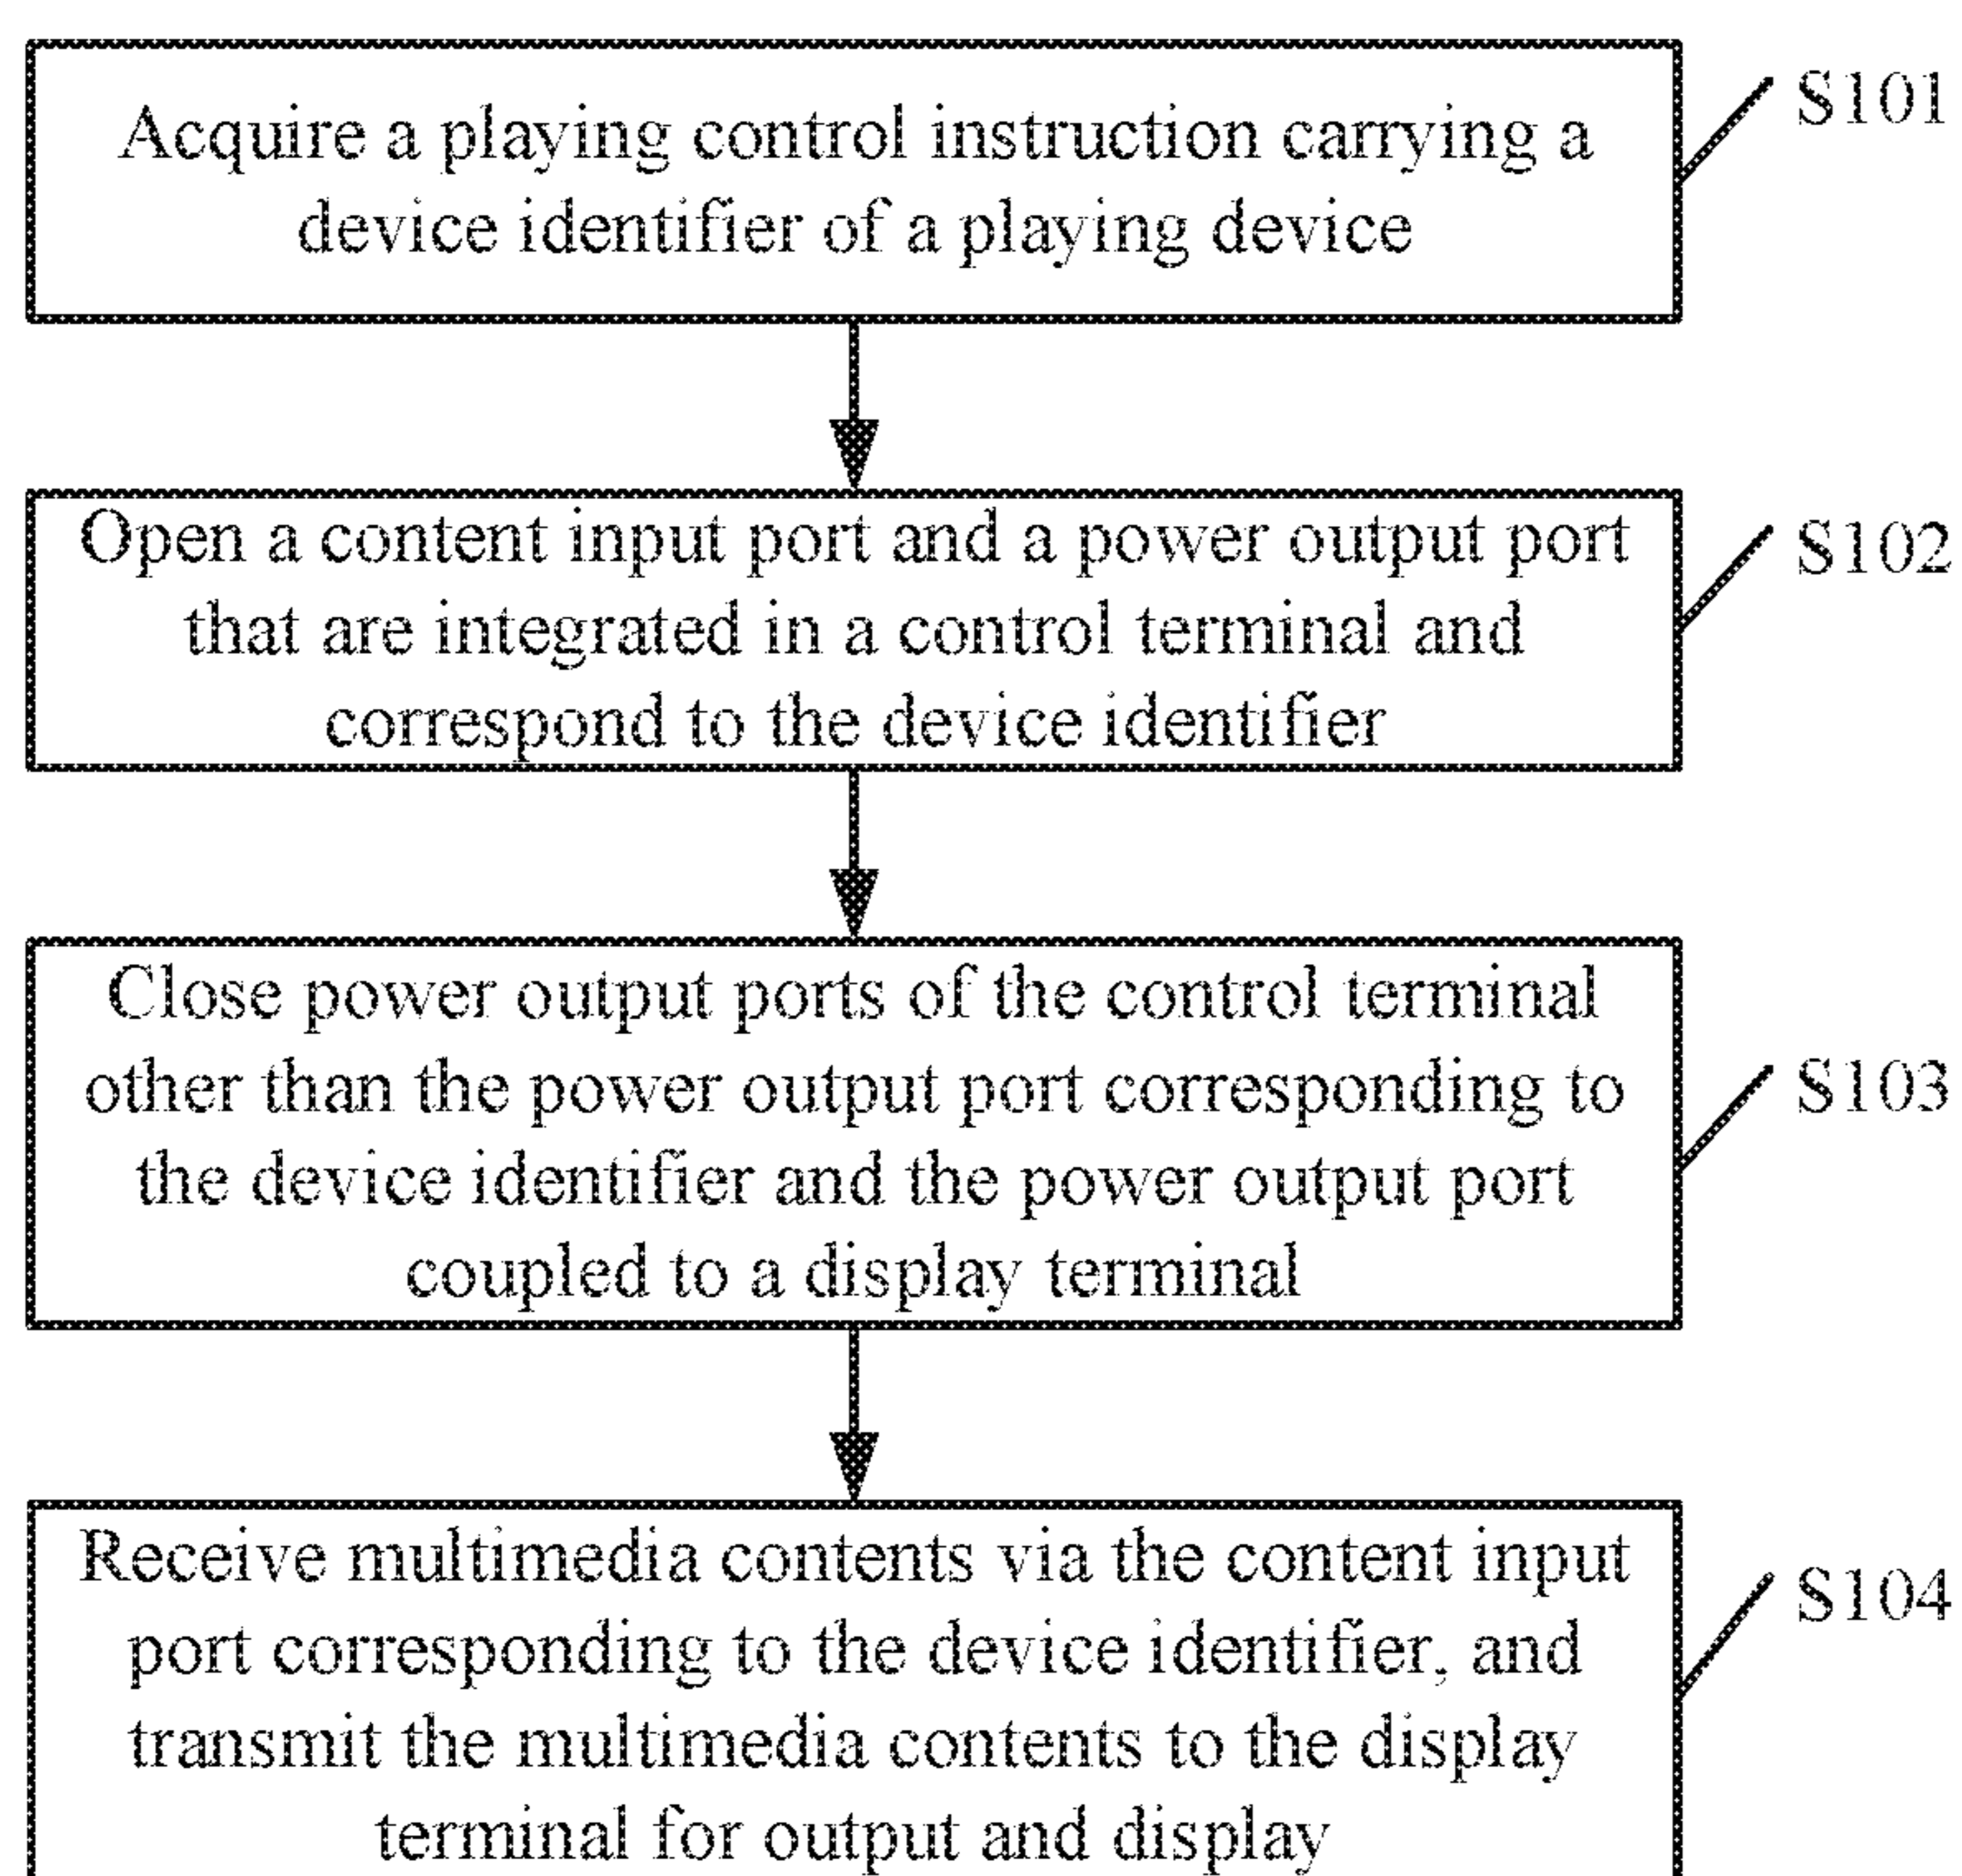 Acquire a playing control instruction carrying a
device identifier of a playing device
S101
Open a content input port and a power output port
that are integrated in a control terminal and
correspond to the device identifier
S102
Close power output ports of the control terminal
other than the power output port corresponding to
the device identifier and the power output port
coupled to a display terminal
S103
Receive multimedia contents via the content input
port corresponding to the device identifier, and
transmit the multimedia contents to the display
terminal for output and display
S104